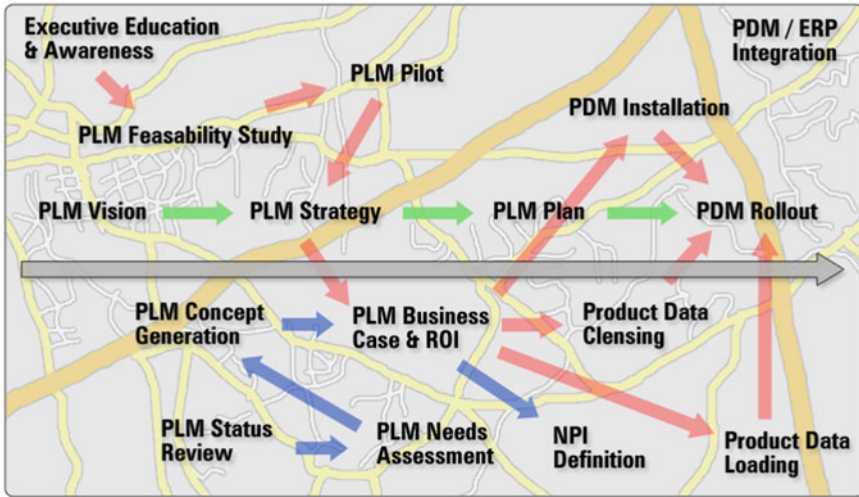 Executive Education
& Awareness
PDM / ERP
Integration
PLM Pilot
PDM Installation
PLM Feasability Study
PLM Vision
PLM Strategy
PLM Plan
PDM Rollout
PLM Concept
Generation
PLM Business
Case & ROI
Product Data
Clensing
PLM Status
Review
PLM Needs
Assessment
NPI
Definition
Product Data
Loading